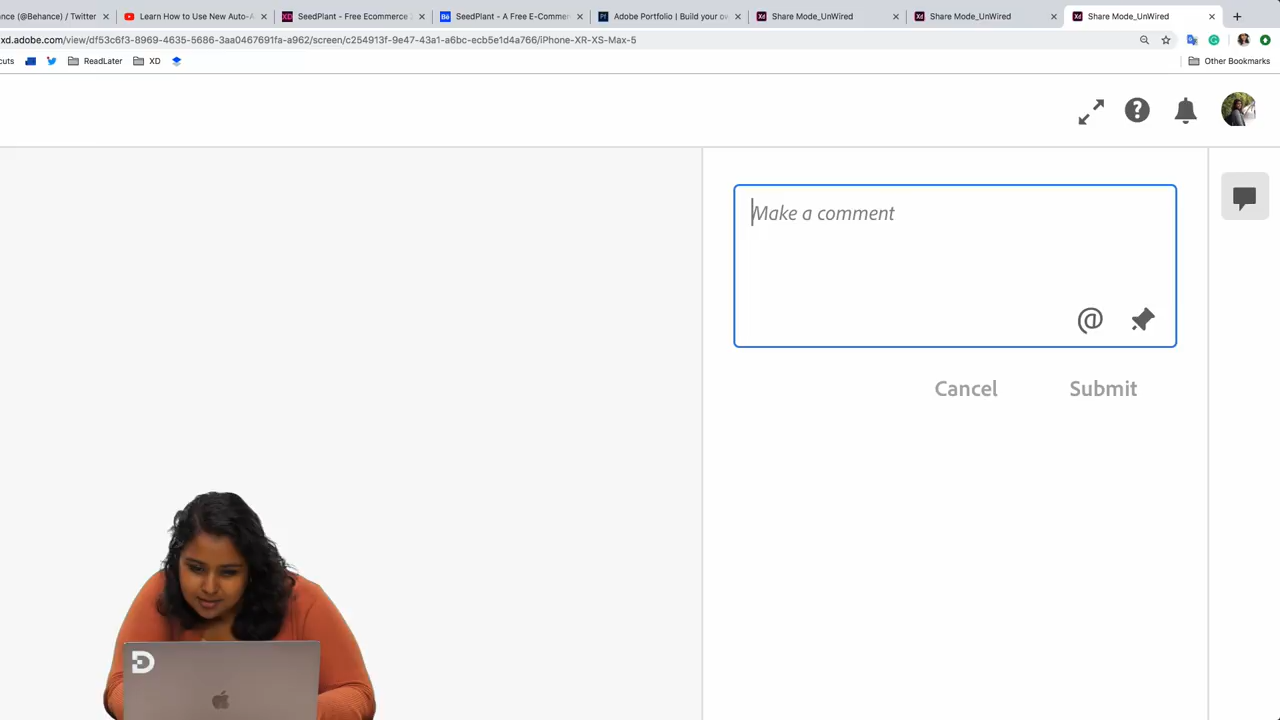 nce (@Behance) / Twitter
Learn How to Use New Auto-A
SeedPlant - Free Ecommerce
SeedPlant - A Free E-Commer
Adobe Portfolio | Build your ow
Share Mode_UnWired
Share Mode_UnWired
Share Mode_UnWired
xd.adobe.com/view/df53c6f3-8969-4635-5686-3aa0467691fa-a962/screen/c254913f-9e47-43a1-a6bc-ecb5e1d4a766/iPhone-XR-XS-Max-5
cuts
ReadLater
XD
Other Bookmarks
Make a comment
@
Cancel
Submit